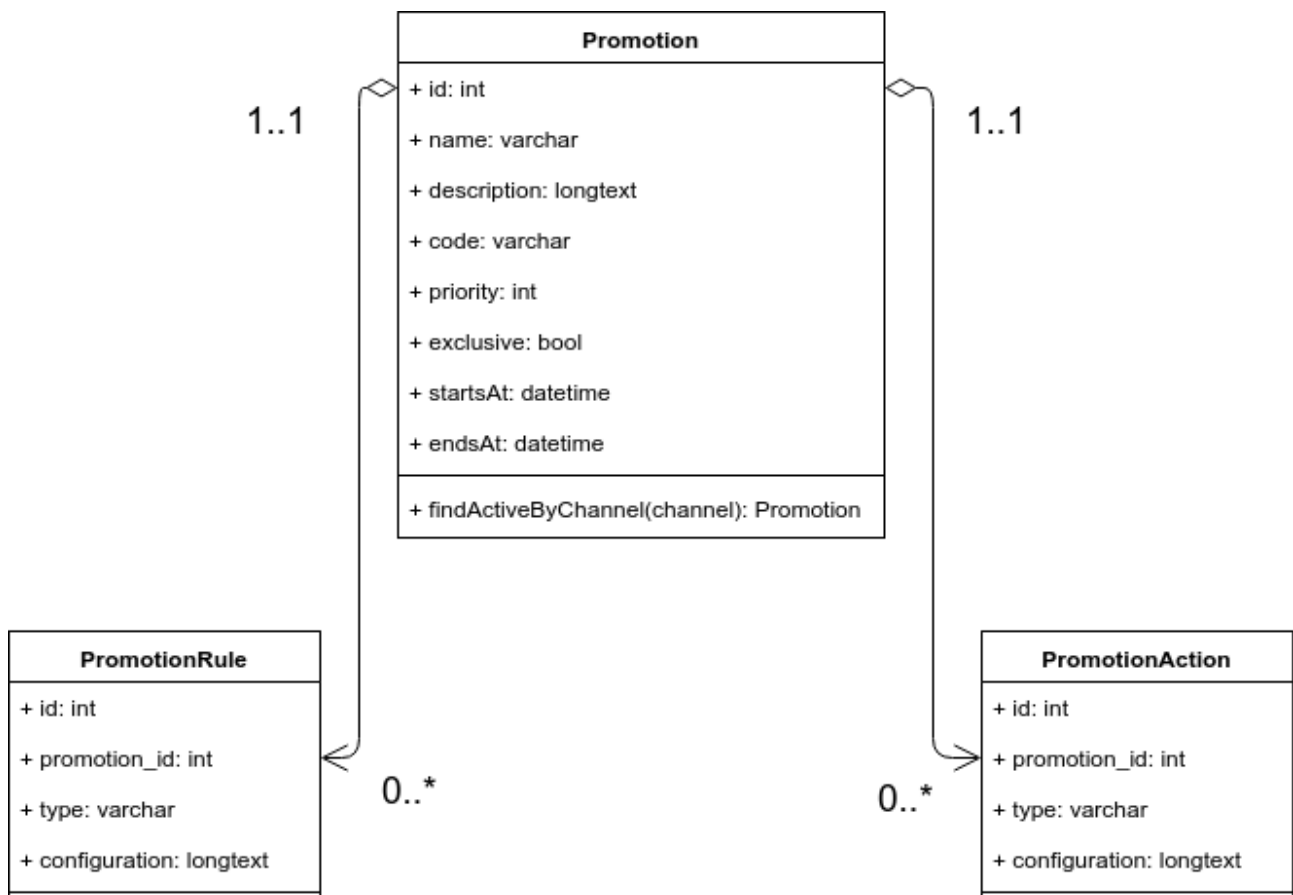 Promotion
+ id: int
+ name: varchar
+ description: longtext
+ code: varchar
+ priority: int
+ exclusive: bool
+ startsAt: datetime
+ endsAt: datetime
+ findActiveByChannel(channel): Promotion
1..1
1..1
PromotionRule
+ id: int
+ promotion_id: int
+ type: varchar
+ configuration: longtext
0..*
0..*
PromotionAction
+ id: int
+ promotion_id: int
+ type: varchar
+ configuration: longtext